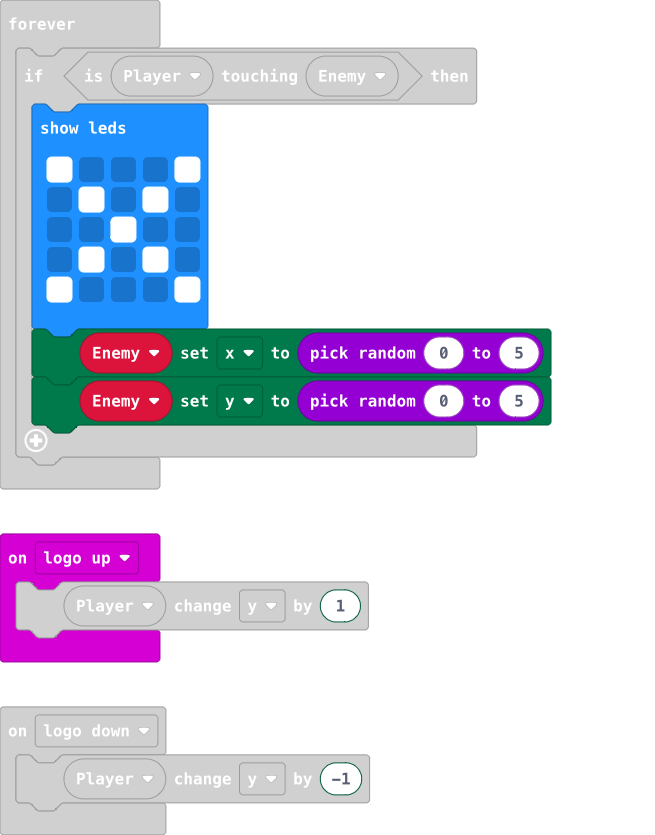 forever
if is Player touching Enemy then
show leds
Enemy set x to pick random 0 to 5
Enemy set y to pick random 0 to 5
on logo up
Player change y by 1
on logo down
Player change y by -1